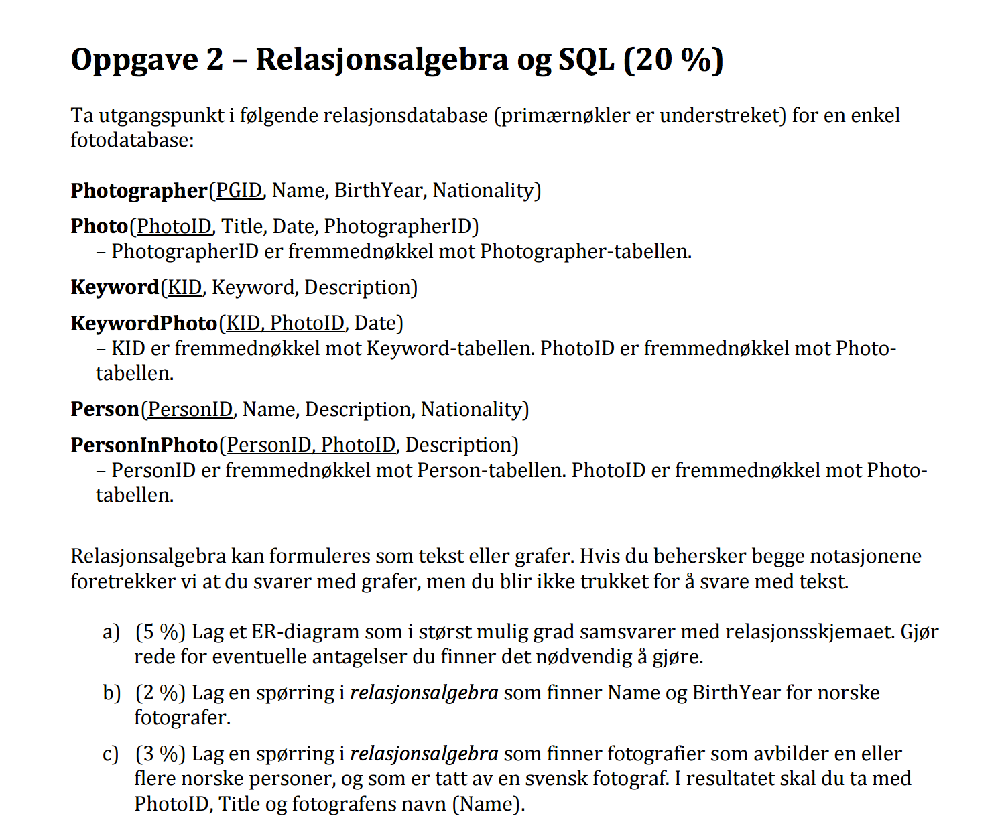 Oppgave 2 – Relasjonsalgebra og SQL (20 %)
Ta utgangspunkt i følgende relasjonsdatabase (primærnøkler er understreket) for en enkel
fotodatabase:
Photographer(PGID, Name, BirthYear, Nationality)
Photo(PhotoID, Title, Date, PhotographerID)
– PhotographerID er fremmednøkkel mot Photographer-tabellen.
Keyword(KID, Keyword, Description)
KeywordPhoto(KID, PhotoID, Date)
– KID er fremmednøkkel mot Keyword-tabellen. PhotoID er fremmednøkkel mot Photo-
tabellen.
Person(PersonID, Name, Description, Nationality)
PersonInPhoto(PersonID, PhotoID, Description)
– PersonID er fremmednøkkel mot Person-tabellen. PhotoID er fremmednøkkel mot Photo-
tabellen.
Relasjonsalgebra kan formuleres som tekst eller grafer. Hvis du behersker begge notasjonene
foretrekker vi at du svarer med grafer, men du blir ikke trukket for å svare med tekst.
a) (5 %) Lag et ER-diagram som i størst mulig grad samsvarer med relasjonsskjemaet. Gjør
rede for eventuelle antagelser du finner det nødvendig å gjøre.
b) (2 %) Lag en spørring i relasjonsalgebra som finner Name og BirthYear for norske
fotografer.
c) (3 %) Lag en spørring i relasjonsalgebra som finner fotografier som avbilder en eller
flere norske personer, og som er tatt av en svensk fotograf. I resultatet skal du ta med
PhotoID, Title og fotografens navn (Name).